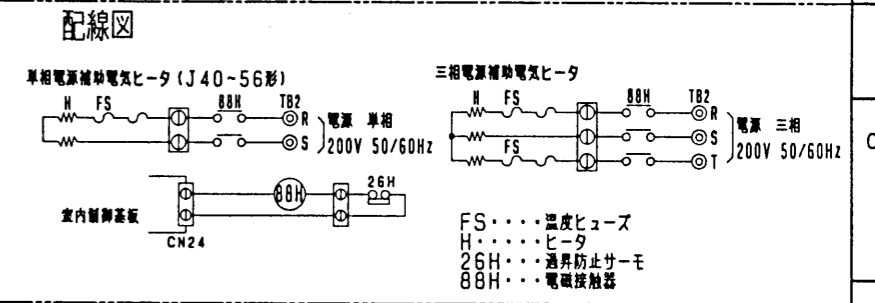 配線図
単相電源補助電気ヒータ(J40~56形)
H FS 88H TB2
R
S
電源 単相
200V 50/60Hz
室内制御基板
CN24
88H
26H
三相電源補助電気ヒータ
H FS 88H TB2
R
S
FS
T
電源 三相
200V 50/60Hz
FS・・・・温度ヒューズ
H・・・・・ヒータ
26H・・・過昇防止サーモ
88H・・・電磁接触器